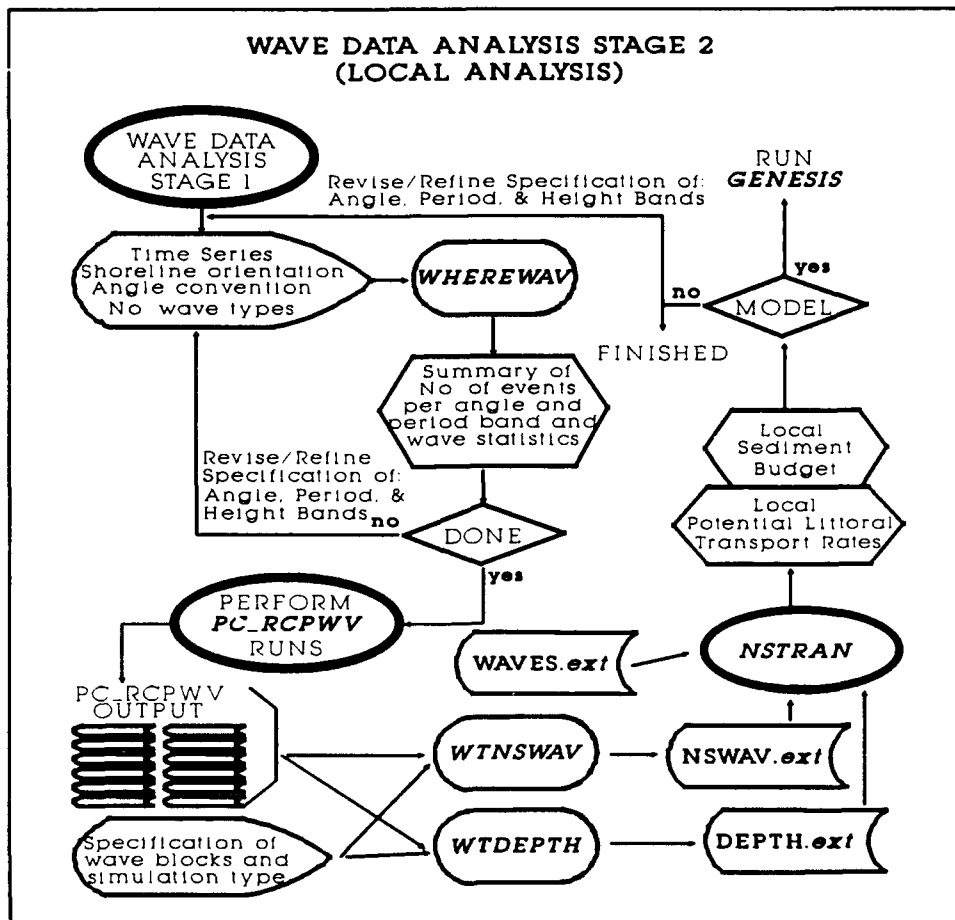 WAVE DATA ANALYSIS STAGE 2
(LOCAL ANALYSIS)
WAVE DATA
ANALYSIS
STAGE 1
Revise/Refine Specification of:
Angle, Period, & Height Bands
RUN
GENESIS
Time Series
Shoreline orientation
Angle convention
No wave types
WHEREWAV
yes
no
MODEL
FINISHED
Summary of
No of events
per angle and
period band and
wave statistics
Local
Sediment
Budget
Revise/Refine
Specification of:
Angle, Period, &
Height Bands
no
DONE
yes
Local
Potential Littoral
Transport Rates
PERFORM
PC_RCPWV
RUNS
WAVES.ext
NSTRAN
PC_RCPWV
OUTPUT
WTNSWAV
NSWAV.ext
Specification of
wave blocks and
simulation type
WTDEPTH
DEPTH.ext